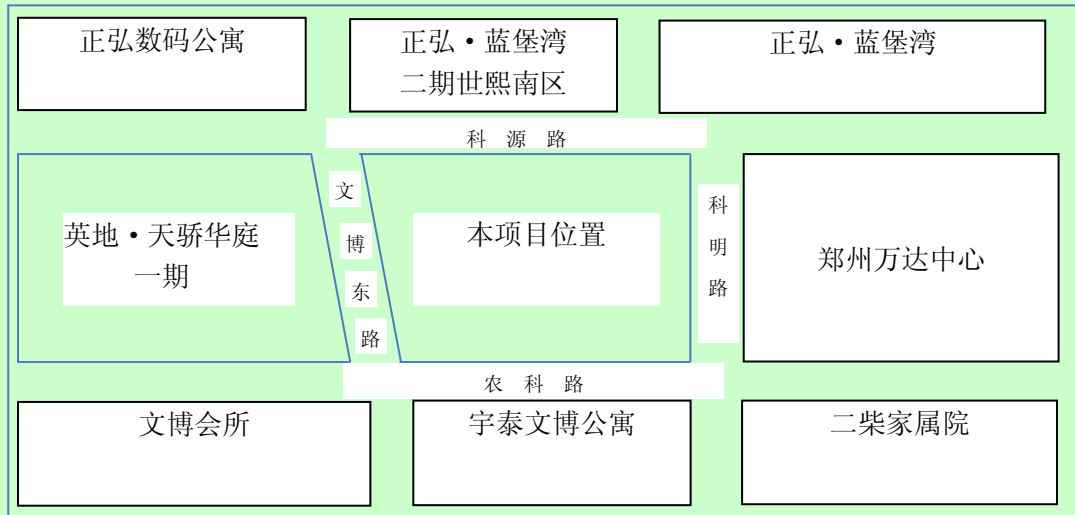 正弘数码公寓
正弘·蓝堡湾
二期世熙南区
正弘·蓝堡湾
科源路
英地·天骄华庭
一期
文博东路
本项目位置
科明路
郑州万达中心
农科路
文博会所
宇泰文博公寓
二柴家属院